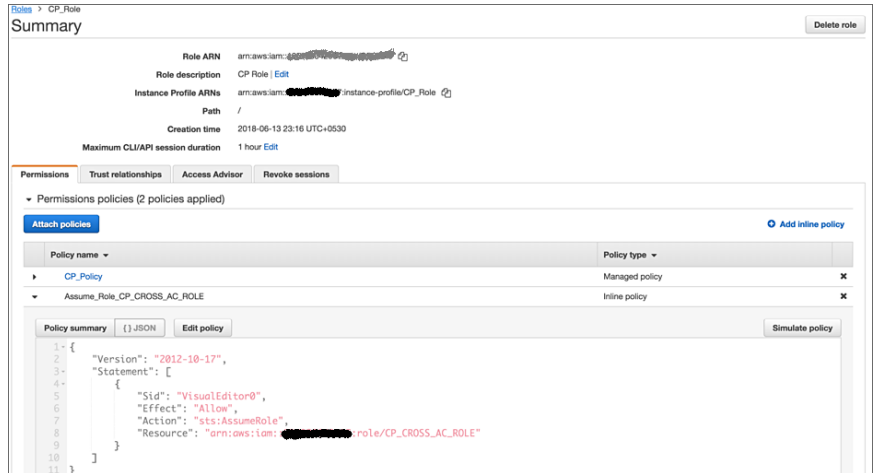 Roles > CP_Role
Summary
Delete role
Role ARN arn:aws:iam:
Role description CP Role | Edit
Instance Profile ARNs arn:aws:iam: :instance-profile/CP_Role
Path /
Creation time 2018-06-13 23:16 UTC+0530
Maximum CLI/API session duration 1 hour Edit
Permissions Trust relationships Access Advisor Revoke sessions
Permissions policies (2 policies applied)
Attach policies Add inline policy
Policy name Policy type
CP_Policy Managed policy
Assume_Role_CP_CROSS_AC_ROLE Inline policy
Policy summary { } JSON Edit policy Simulate policy
1 {
2 "Version": "2012-10-17",
3 "Statement": [
4 {
5 "Sid": "VisualEditor0",
6 "Effect": "Allow",
7 "Action": "sts:AssumeRole",
8 "Resource": "arn:aws:iam: :role/CP_CROSS_AC_ROLE"
9 }
10 ]
11 }